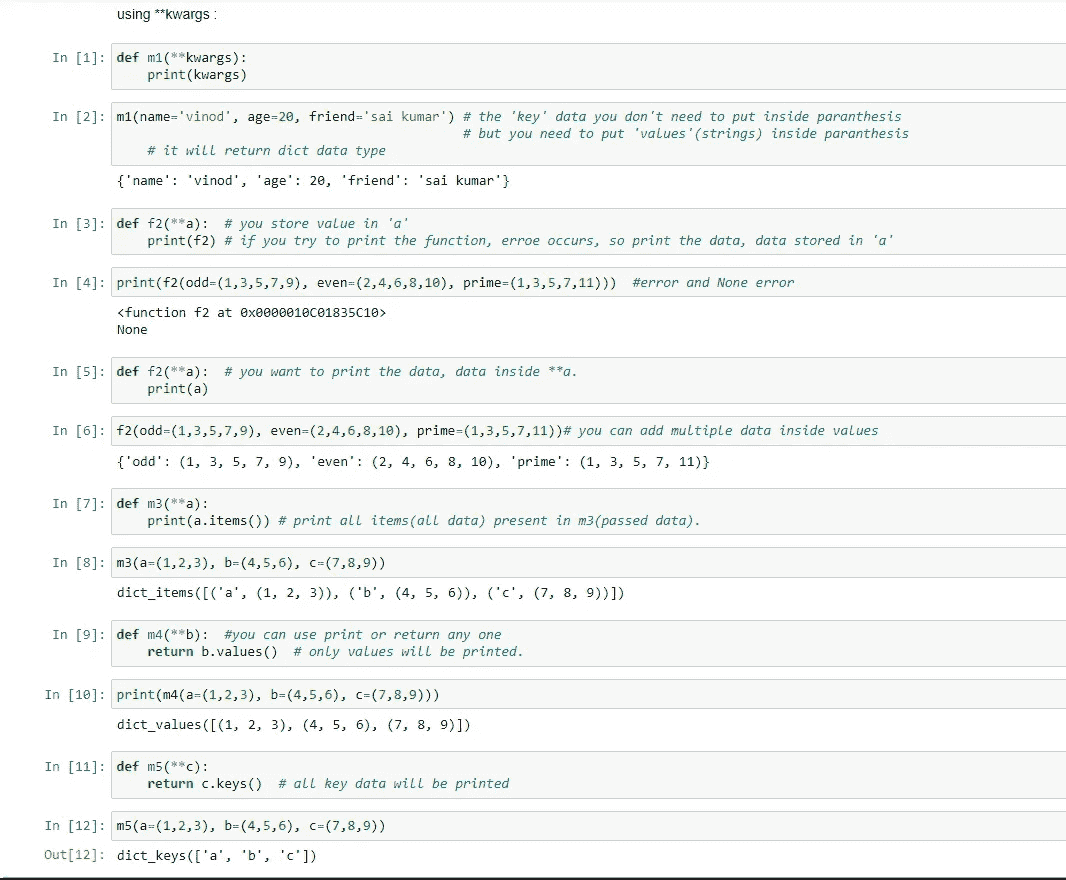 using **kwargs :
In [1]: def m1(**kwargs):
print(kwargs)
In [2]: m1(name='vinod', age=20, friend='sai kumar') # the 'key' data you don't need to put inside paranthesis
# but you need to put 'values'(strings) inside paranthesis
# it will return dict data type
{'name': 'vinod', 'age': 20, 'friend': 'sai kumar'}
In [3]: def f2(**a):  # you store value in 'a'
print(f2) # if you try to print the function, erroe occurs, so print the data, data stored in 'a'
In [4]: print(f2(odd=(1,3,5,7,9), even=(2,4,6,8,10), prime=(1,3,5,7,11)))  #error and None error
<function f2 at 0x0000010C01835C10>
None
In [5]: def f2(**a):  # you want to print the data, data inside **a.
print(a)
In [6]: f2(odd=(1,3,5,7,9), even=(2,4,6,8,10), prime=(1,3,5,7,11))# you can add multiple data inside values
{'odd': (1, 3, 5, 7, 9), 'even': (2, 4, 6, 8, 10), 'prime': (1, 3, 5, 7, 11)}
In [7]: def m3(**a):
print(a.items()) # print all items(all data) present in m3(passed data).
In [8]: m3(a=(1,2,3), b=(4,5,6), c=(7,8,9))
dict_items([('a', (1, 2, 3)), ('b', (4, 5, 6)), ('c', (7, 8, 9))])
In [9]: def m4(**b):  #you can use print or return any one
return b.values()  # only values will be printed.
In [10]: print(m4(a=(1,2,3), b=(4,5,6), c=(7,8,9)))
dict_values([(1, 2, 3), (4, 5, 6), (7, 8, 9)])
In [11]: def m5(**c):
return c.keys()  # all key data will be printed
In [12]: m5(a=(1,2,3), b=(4,5,6), c=(7,8,9))
Out[12]: dict_keys(['a', 'b', 'c'])